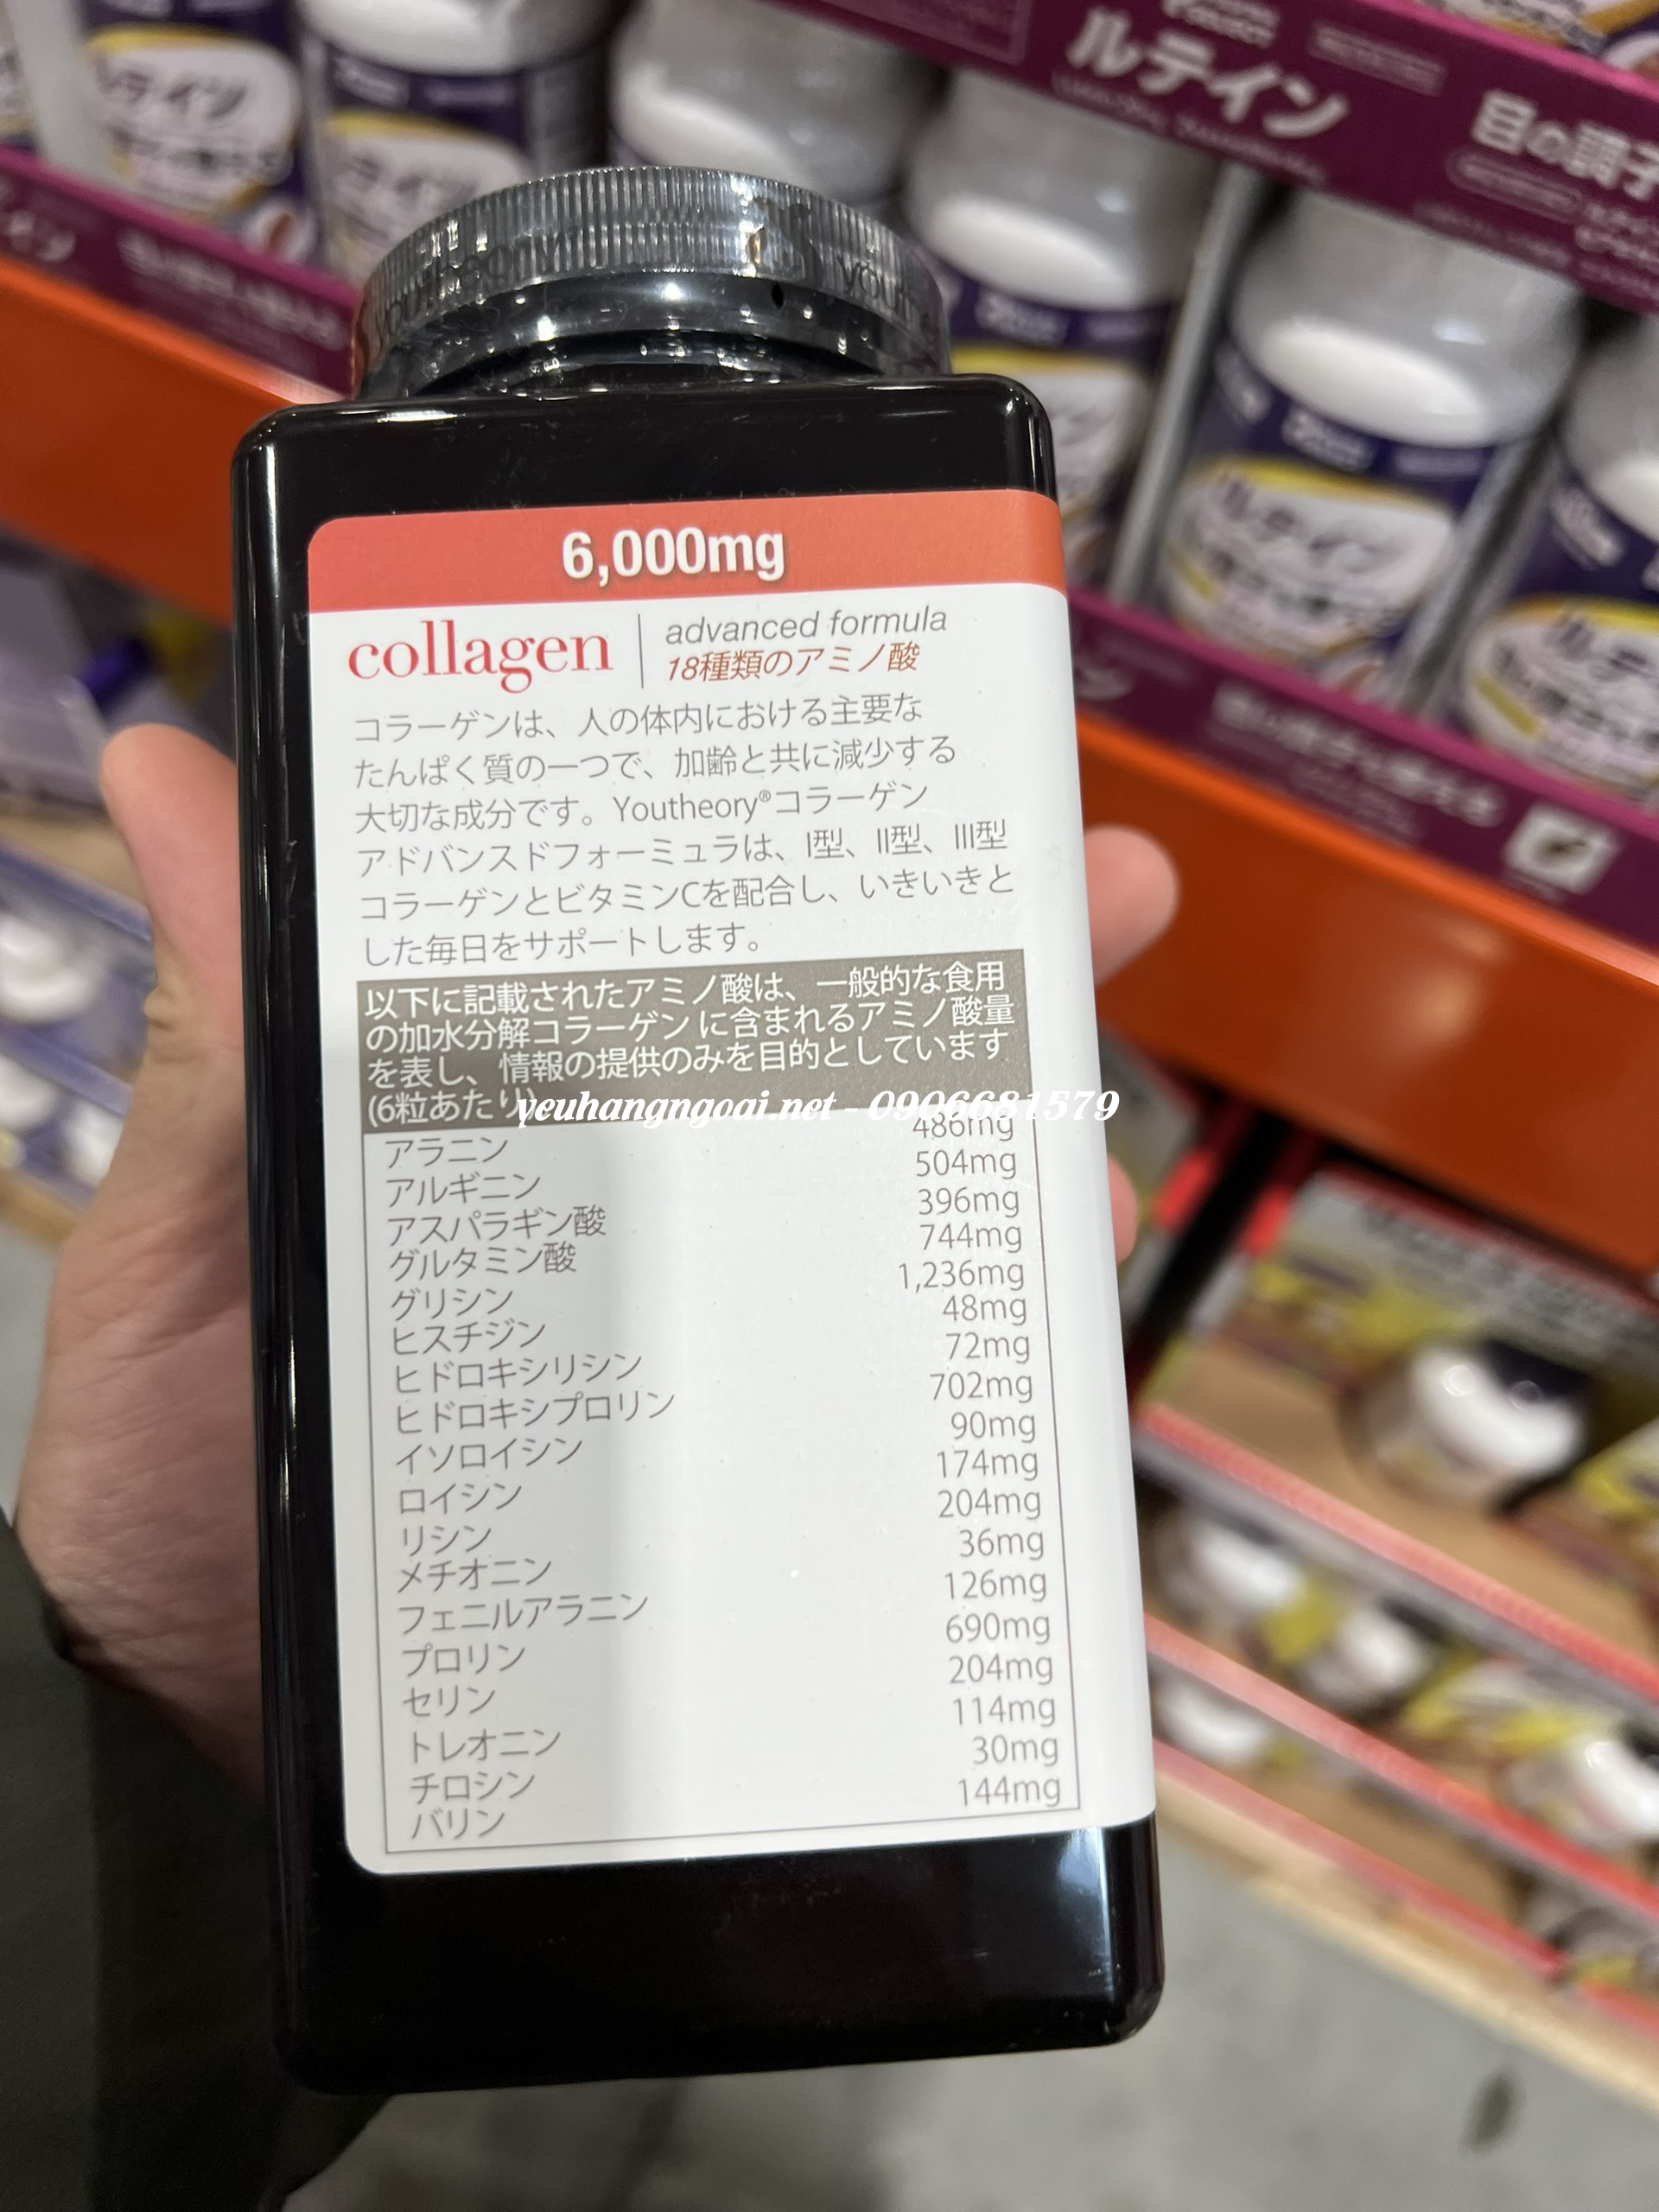 ルテイン
目の調子
6,000mg
collagen
advanced formula
18種類のアミノ酸
コラーゲンは、人の体内における主要な
たんぱく質の一つで、加齢と共に減少する
大切な成分です。Youtheory®コラーゲン
アドバンスドフォーミュラは、I型、II型、III型
コラーゲンとビタミンCを配合し、いきいきと
した毎日をサポートします。
以下に記載されたアミノ酸は、一般的な食用
の加水分解コラーゲンに含まれるアミノ酸量
を表し、情報の提供のみを目的としています
(6粒あたり)
yeuhangngoai.net - 0906681579
アラニン 486mg
アルギニン 504mg
アスパラギン酸 396mg
グルタミン酸 744mg
グリシン 1,236mg
ヒスチジン 48mg
ヒドロキシリシン 72mg
ヒドロキシプロリン 702mg
イソロイシン 90mg
ロイシン 174mg
リシン 204mg
メチオニン 36mg
フェニルアラニン 126mg
プロリン 690mg
セリン 204mg
トレオニン 114mg
チロシン 30mg
バリン 144mg